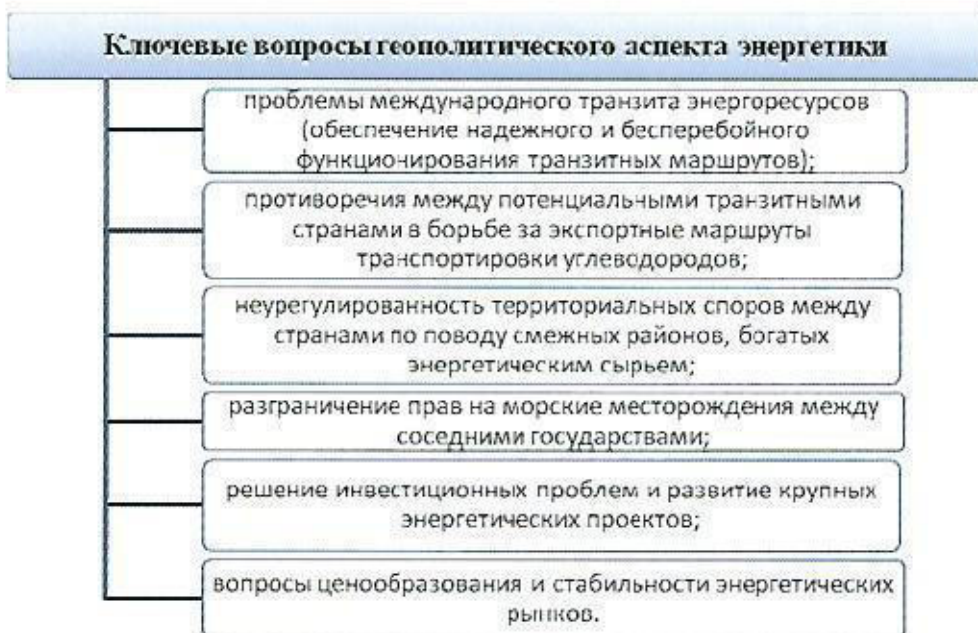 Ключевые вопросы геополитического аспекта энергетики
проблемы международного транзита энергоресурсов
(обеспечение надежного и бесперебойного
функционирования транзитных маршрутов);
противоречия между потенциальными транзитными
странами в борьбе за экспортные маршруты
транспортировки углеводородов;
неурегулированность территориальных споров между
странами по поводу смежных районов, богатых
энергетическим сырьем;
разграничение прав на морские месторождения между
соседними государствами;
решение инвестиционных проблем и развитие крупных
энергетических проектов;
вопросы ценообразования и стабильности энергетических
рынков.